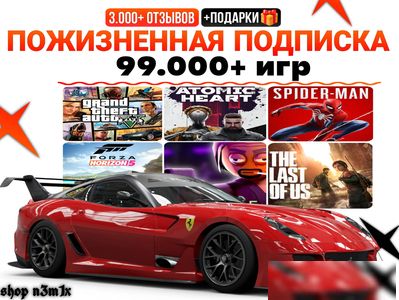 3.000+ ОТЗЫВОВ +ПОДАРКИ
ПОЖИЗНЕННАЯ ПОДПИСКА
99.000+ игр
grand theft auto V
ATOMIC HEART
SPIDER-MAN
FORZA HORIZON 5
THE LAST OF US
shop n3m1x